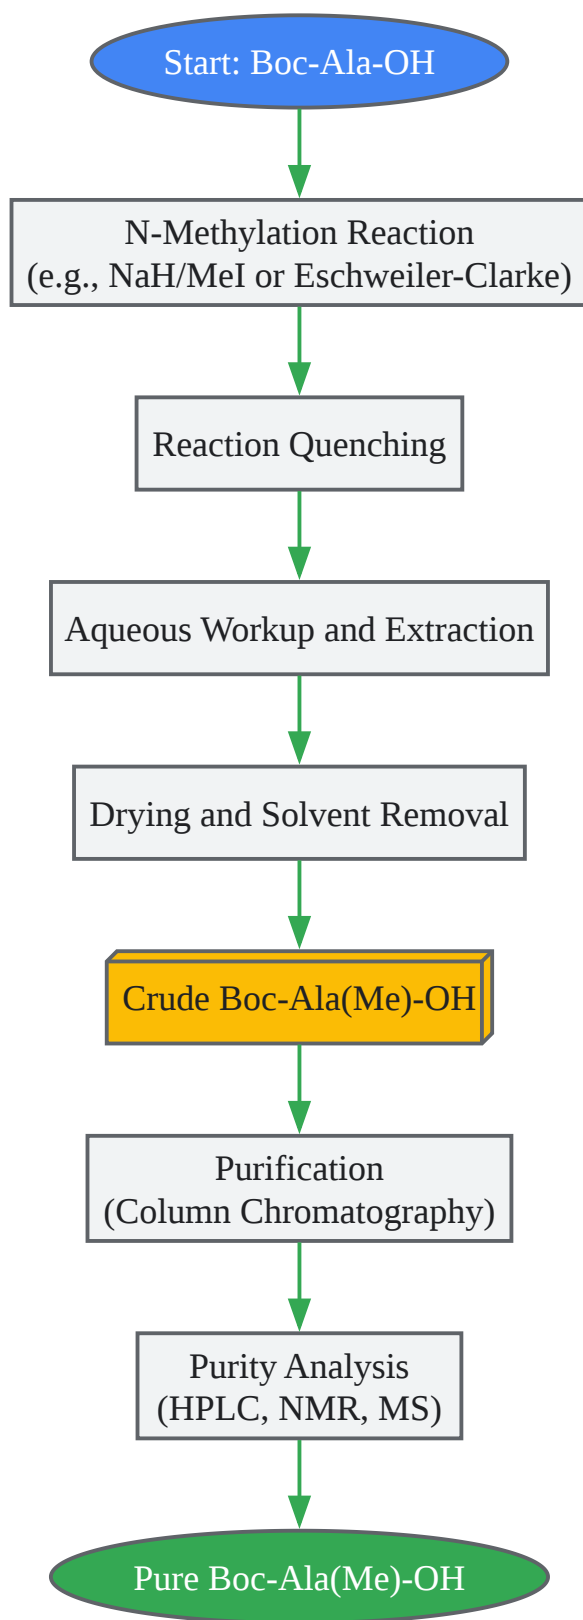 Start: Boc-Ala-OH
N-Methylation Reaction
(e.g., NaH/MeI or Eschweiler-Clarke)
Reaction Quenching
Aqueous Workup and Extraction
Drying and Solvent Removal
Crude Boc-Ala(Me)-OH
Purification
(Column Chromatography)
Purity Analysis
(HPLC, NMR, MS)
Pure Boc-Ala(Me)-OH